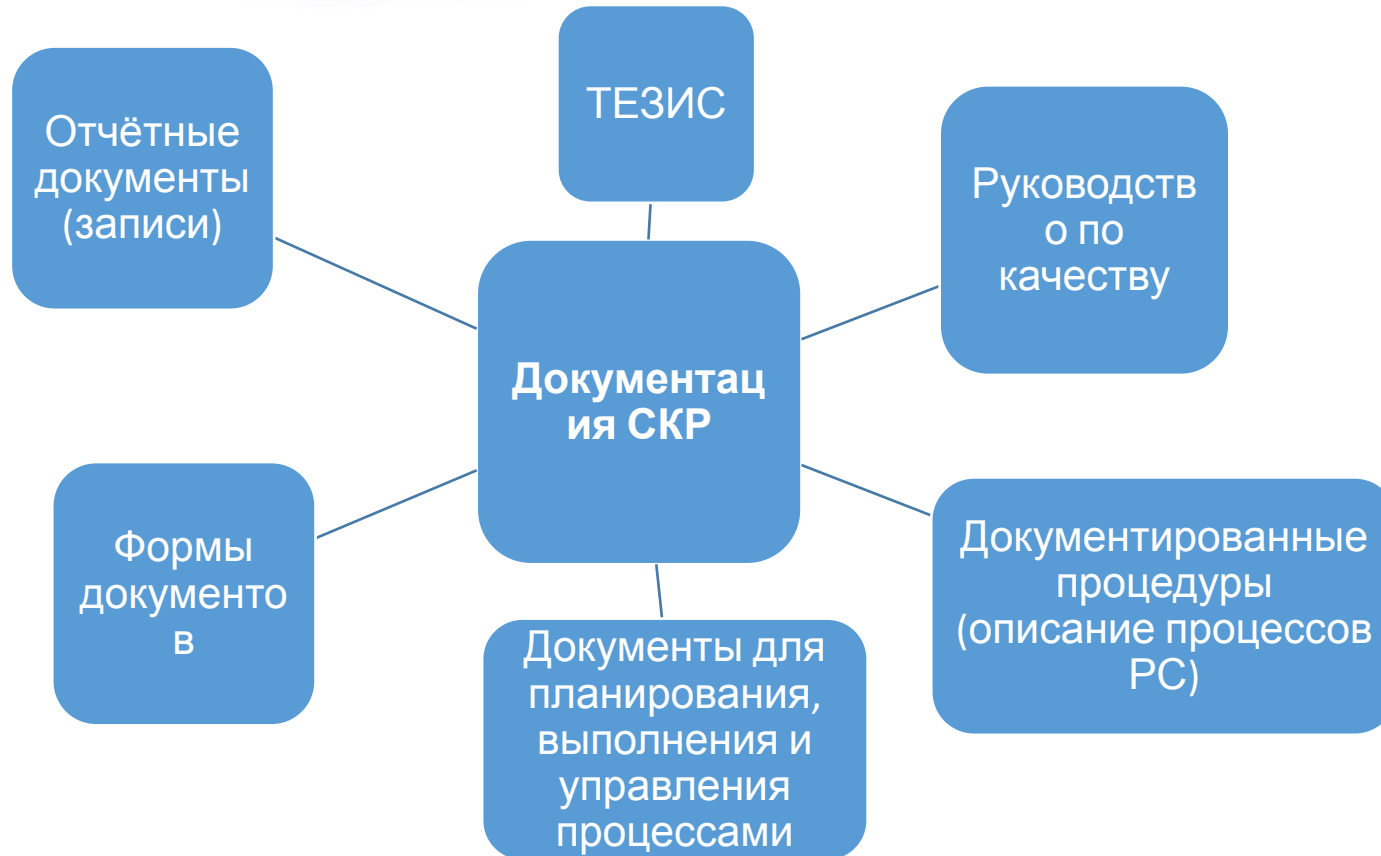 ТЕЗИС
Отчётные
документы
(записи)
Руководств
о по
качеству
Документац
ия СКР
Формы
документо
в
Документированные
процедуры
(описание процессов
РС)
Документы для
планирования,
выполнения и
управления
процессами